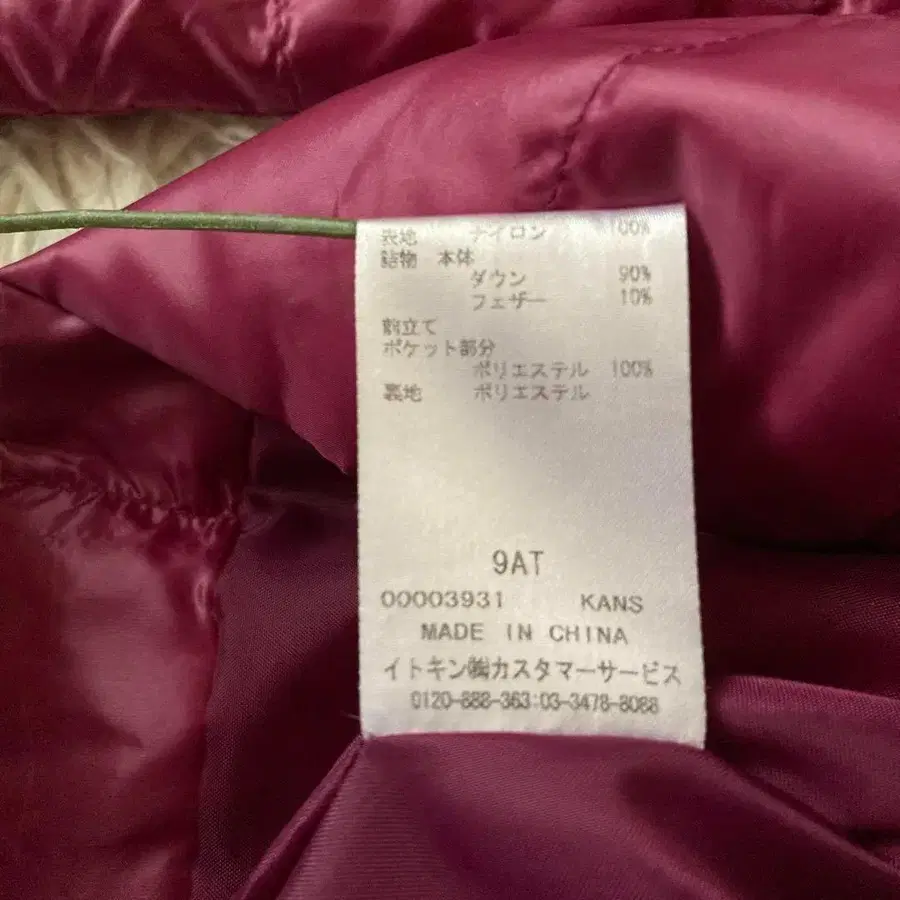 表地 ナイロン 100%
詰物 本体
ダウン 90%
フェザー 10%
前立て
ポケット部分
ポリエステル 100%
裏地 ポリエステル
9AT
00003931 KANS
MADE IN CHINA
イトキン㈱カスタマーサービス
0120-888-363:03-3478-8088